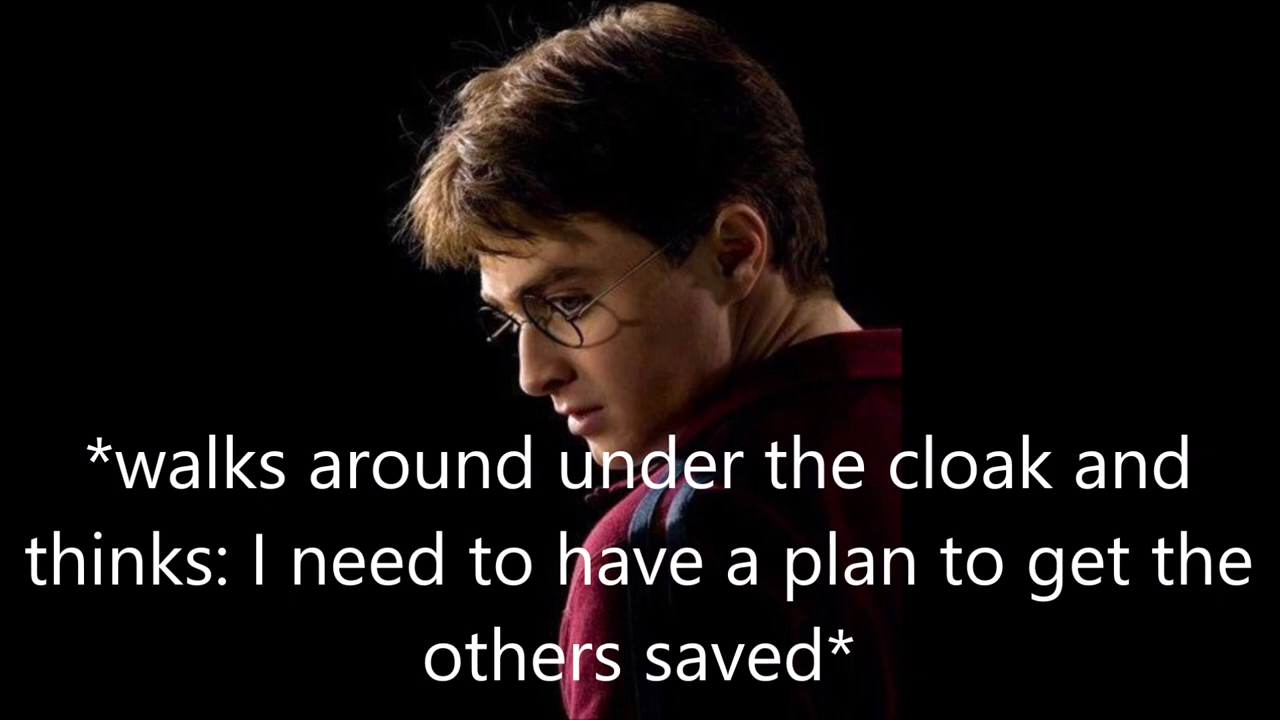 *walks around under the cloak and
thinks: I need to have a plan to get the
others saved*